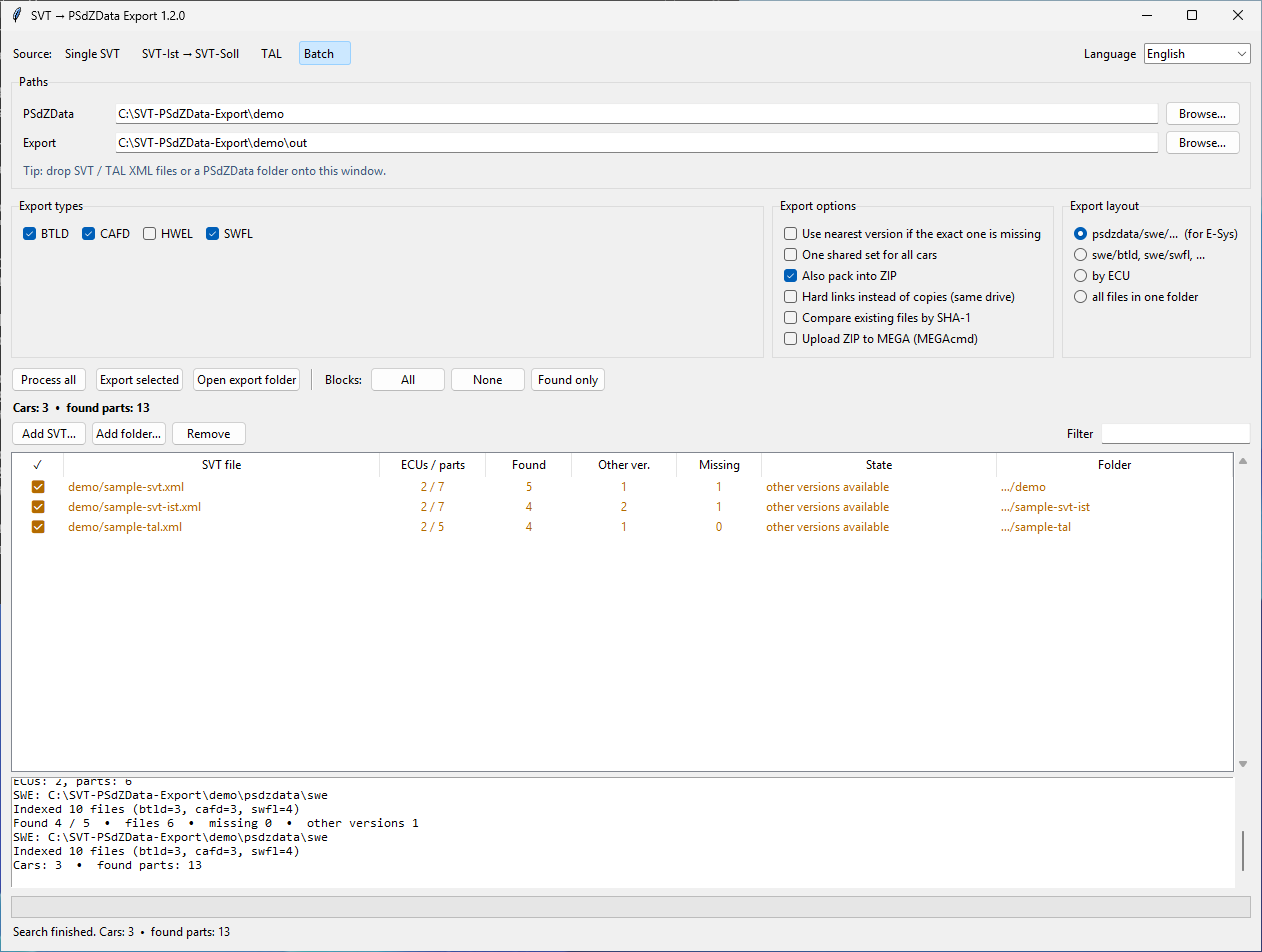 SVT → PSdZData Export 1.2.0
Source: Single SVT SVT-Ist → SVT-Soll TAL Batch Language English
Paths
PSdZData C:\SVT-PSdZData-Export\demo Browse...
Export C:\SVT-PSdZData-Export\demo\out Browse...
Tip: drop SVT / TAL XML files or a PSdZData folder onto this window.
Export types
BTLD CAFD HWEL SWFL
Export options
Use nearest version if the exact one is missing
One shared set for all cars
Also pack into ZIP
Hard links instead of copies (same drive)
Compare existing files by SHA-1
Upload ZIP to MEGA (MEGAcmd)
Export layout
psdzdata/swe/... (for E-Sys)
swe/btld, swe/swfl, ...
by ECU
all files in one folder
Process all Export selected Open export folder Blocks: All None Found only
Cars: 3 • found parts: 13
Add SVT... Add folder... Remove Filter
✓ SVT file ECUs / parts Found Other ver. Missing State Folder
demo/sample-svt.xml 2 / 7 5 1 1 other versions available .../demo
demo/sample-svt-ist.xml 2 / 7 4 2 1 other versions available .../sample-svt-ist
demo/sample-tal.xml 2 / 5 4 1 0 other versions available .../sample-tal
ECUs: 2, parts: 6
SWE: C:\SVT-PSdZData-Export\demo\psdzdata\swe
Indexed 10 files (btld=3, cafd=3, swfl=4)
Found 4 / 5 • files 6 • missing 0 • other versions 1
SWE: C:\SVT-PSdZData-Export\demo\psdzdata\swe
Indexed 10 files (btld=3, cafd=3, swfl=4)
Cars: 3 • found parts: 13
Search finished. Cars: 3 • found parts: 13